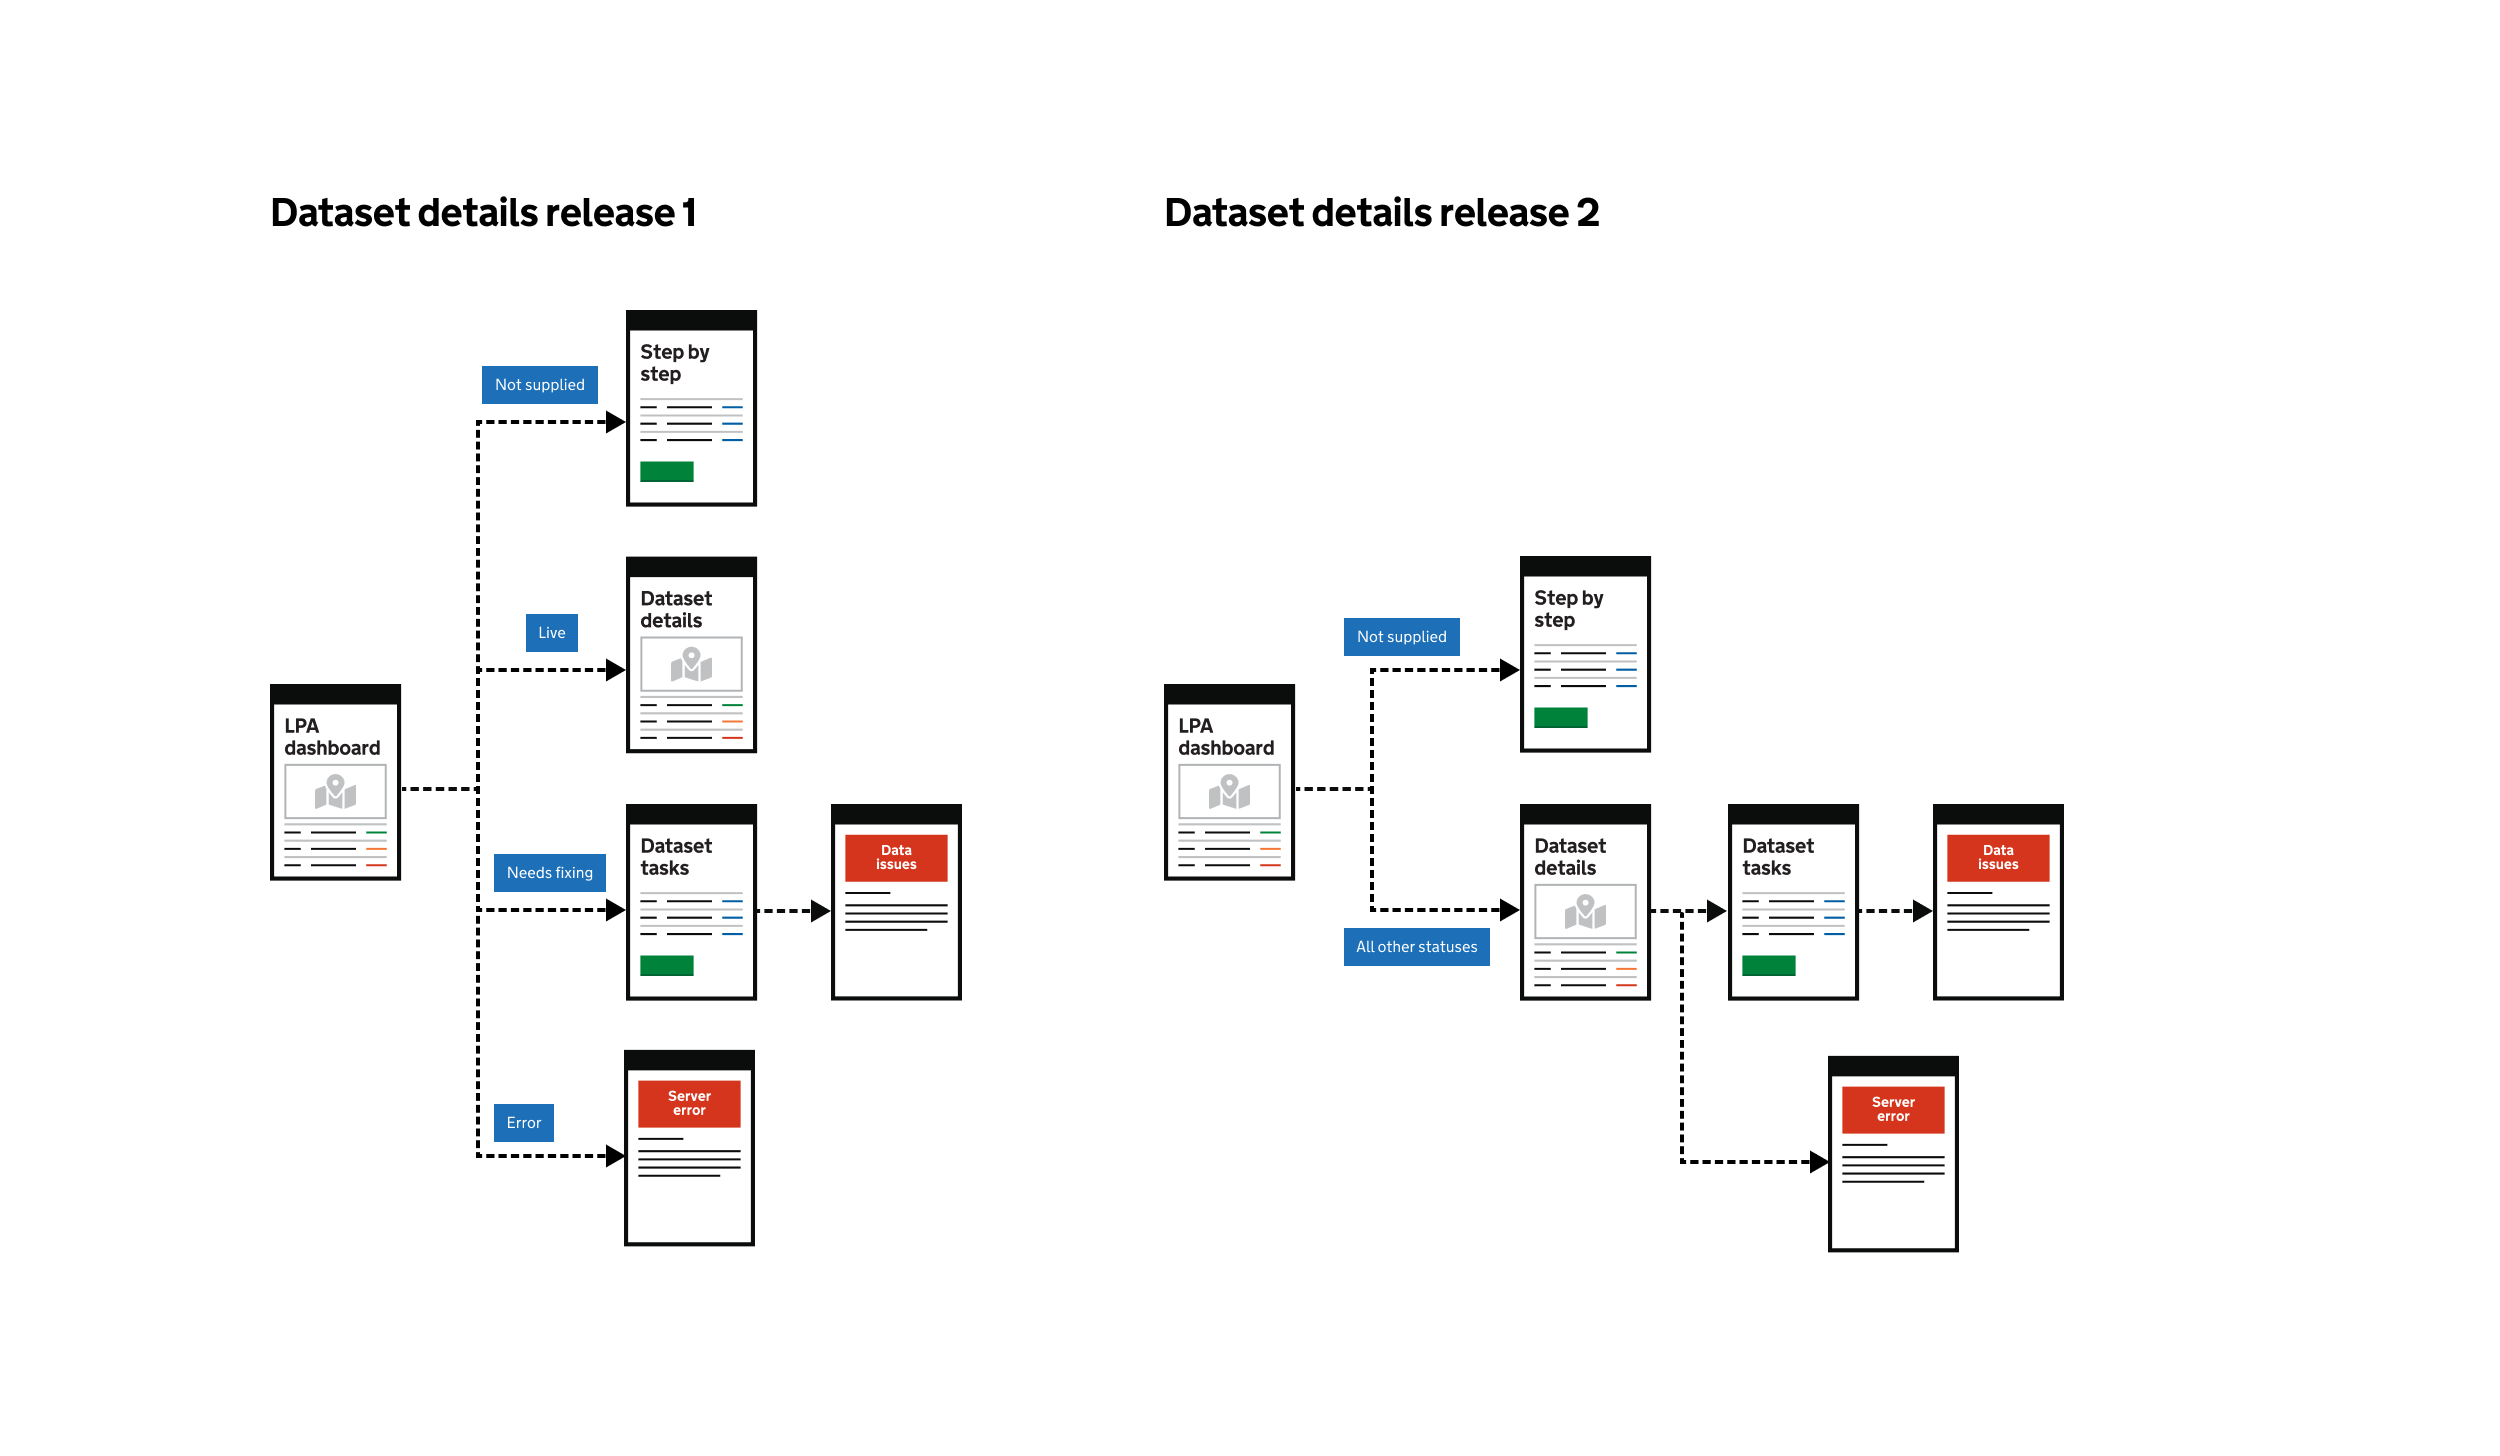 Dataset details release 1
Not supplied
Step by
step
Live
Dataset
details
LPA
dashboard
Needs fixing
Dataset
tasks
Data
issues
Error
Server
error
Dataset details release 2
Not supplied
Step by
step
LPA
dashboard
All other statuses
Dataset
details
Dataset
tasks
Data
issues
Server
error